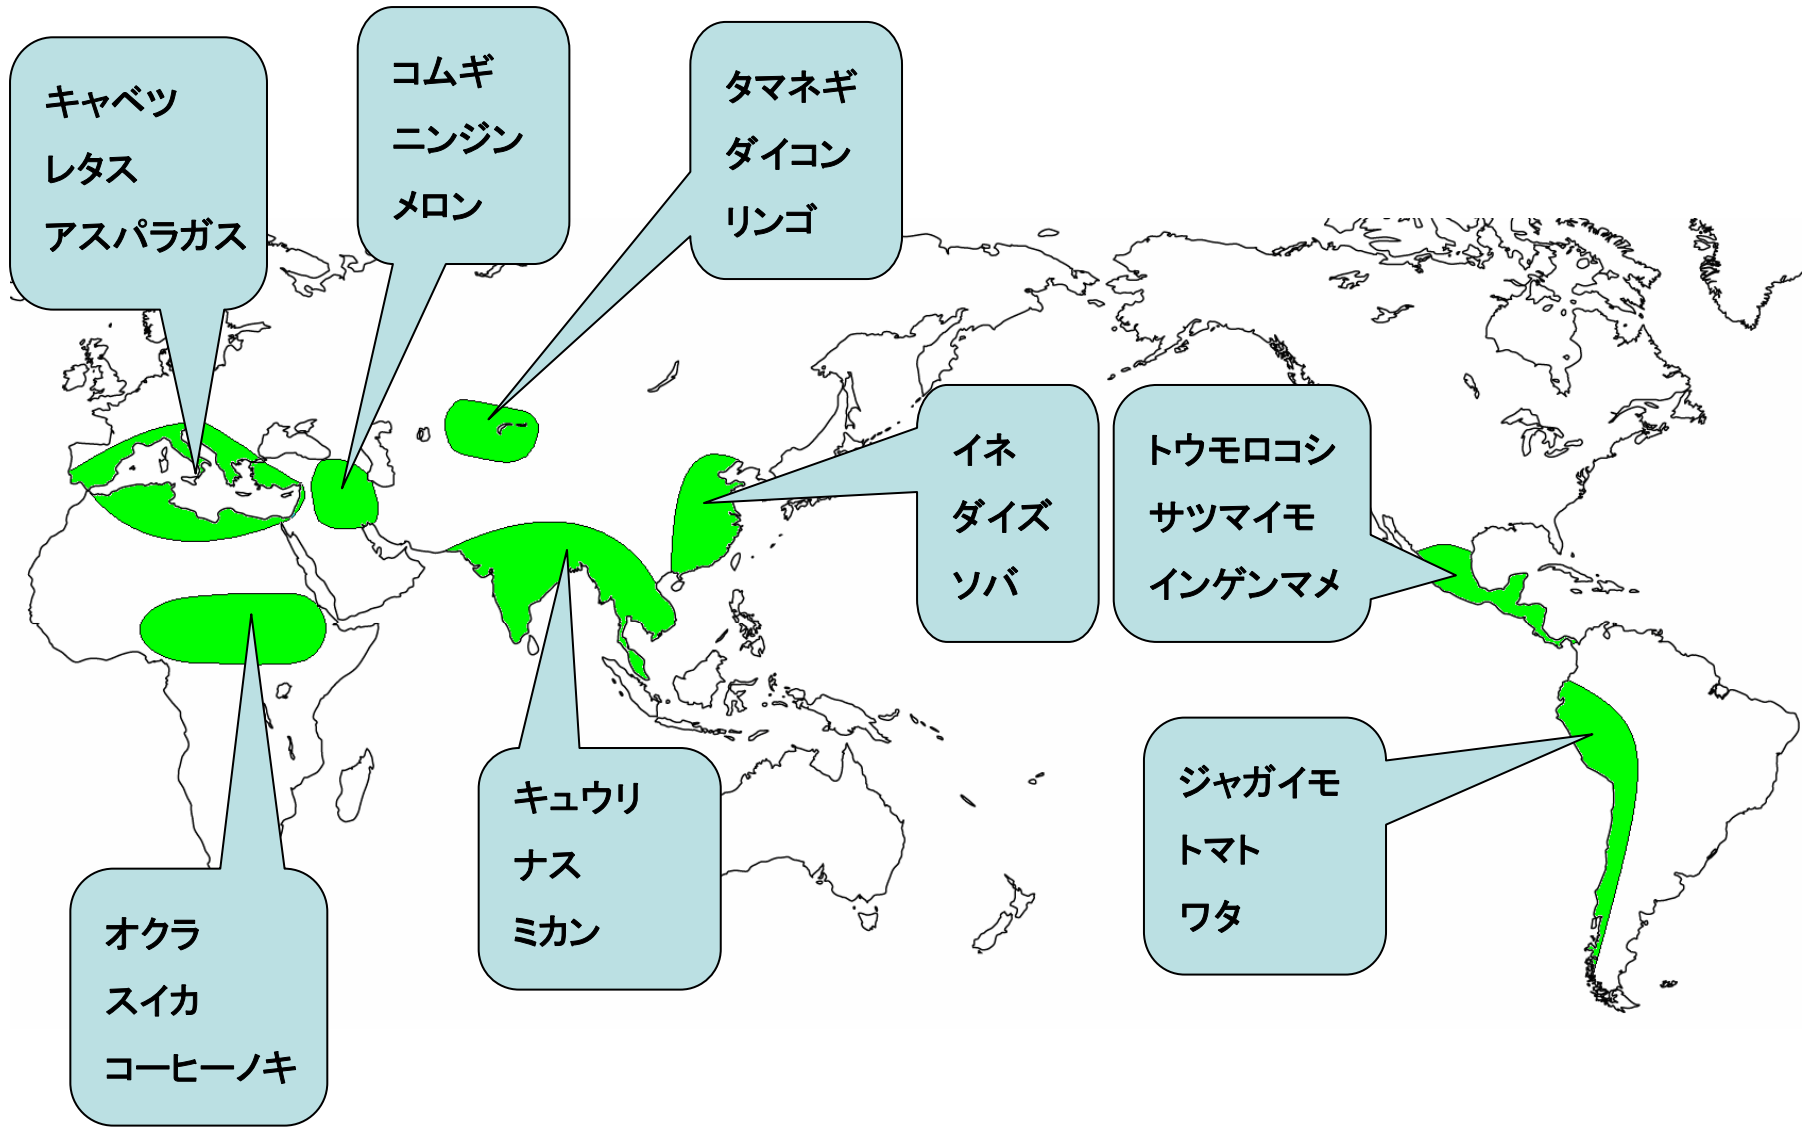 キャベツ
レタス
アスパラガス
コムギ
ニンジン
メロン
タマネギ
ダイコン
リンゴ
イネ
ダイズ
ソバ
トウモロコシ
サツマイモ
インゲンマメ
オクラ
スイカ
コーヒーノキ
キュウリ
ナス
ミカン
ジャガイモ
トマト
ワタ